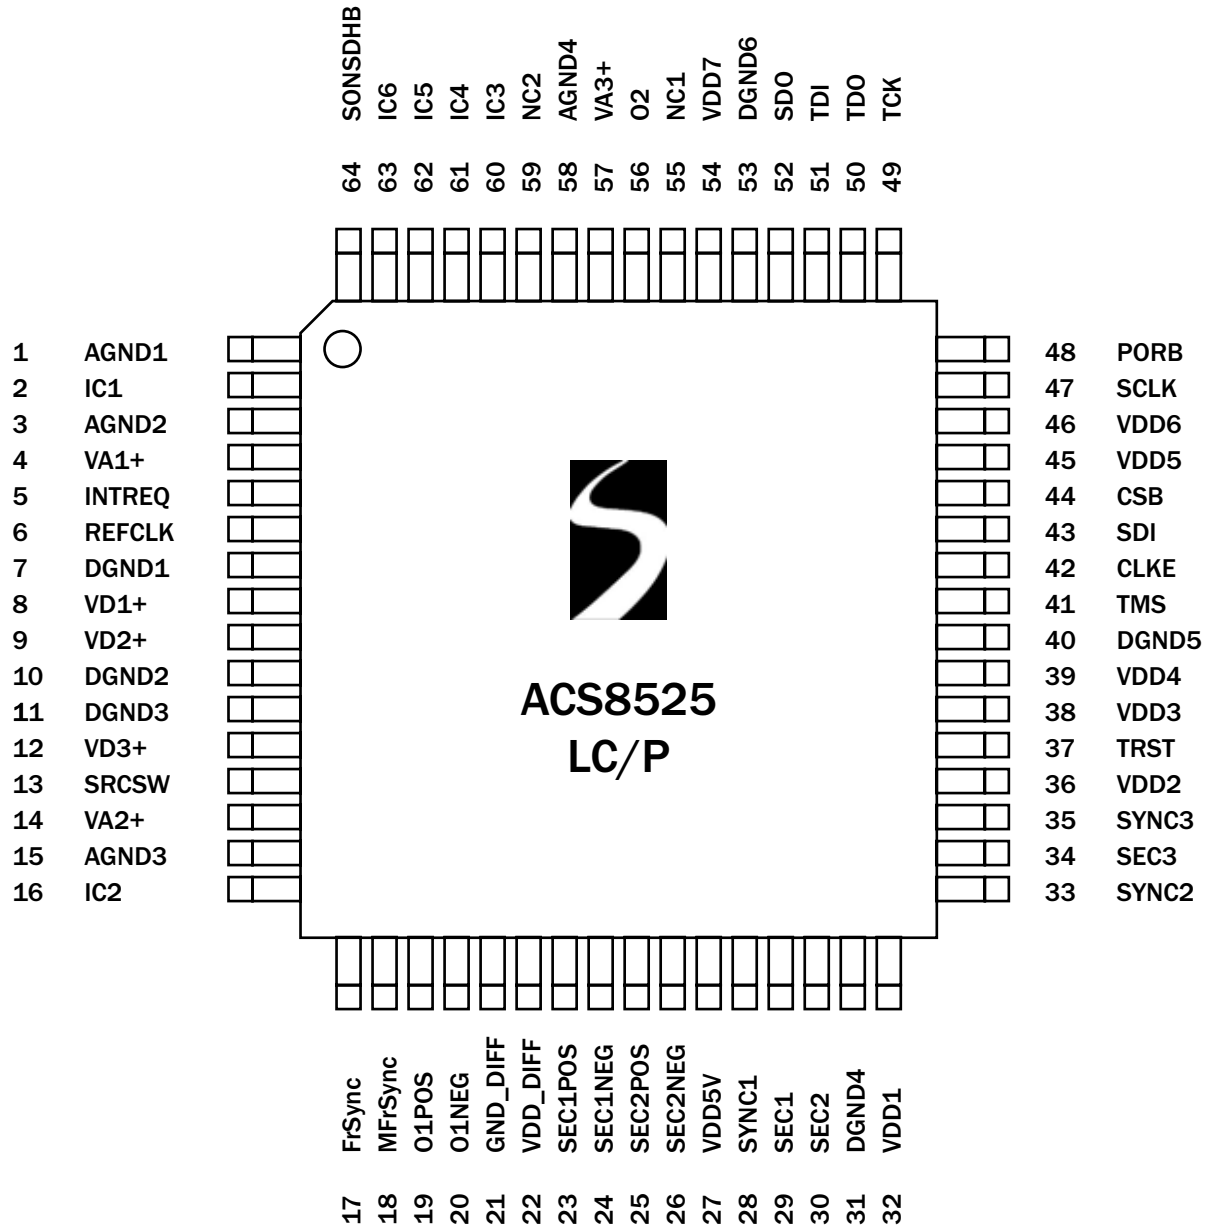 SONSDHB
IC6
IC5
IC4
IC3
NC2
AGND4
VA3+
O2
NC1
VDD7
DGND6
SDO
TDI
TDO
TCK
64
63
62
61
60
59
58
57
56
55
54
53
52
51
50
49
1 AGND1
2 IC1
3 AGND2
4 VA1+
5 INTREQ
6 REFCLK
7 DGND1
8 VD1+
9 VD2+
10 DGND2
11 DGND3
12 VD3+
13 SRCSW
14 VA2+
15 AGND3
16 IC2
ACS8525
LC/P
48 PORB
47 SCLK
46 VDD6
45 VDD5
44 CSB
43 SDI
42 CLKE
41 TMS
40 DGND5
39 VDD4
38 VDD3
37 TRST
36 VDD2
35 SYNC3
34 SEC3
33 SYNC2
FrSync
MFrSync
O1POS
O1NEG
GND_DIFF
VDD_DIFF
SEC1POS
SEC1NEG
SEC2POS
SEC2NEG
VDD5V
SYNC1
SEC1
SEC2
DGND4
VDD1
17
18
19
20
21
22
23
24
25
26
27
28
29
30
31
32